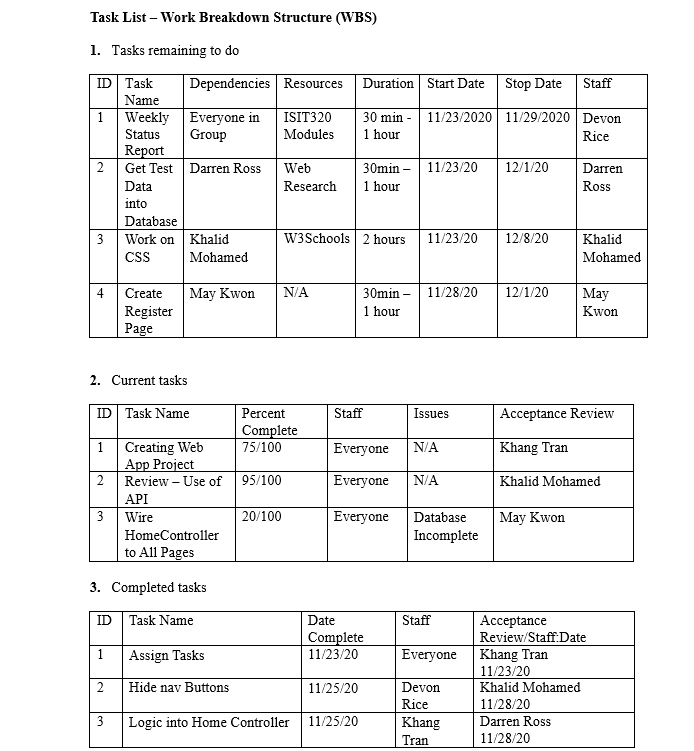 Task List – Work Breakdown Structure (WBS)
1. Tasks remaining to do
ID Task Name Dependencies Resources Duration Start Date Stop Date Staff
1 Weekly Status Report Everyone in Group ISIT320 Modules 30 min - 1 hour 11/23/2020 11/29/2020 Devon Rice
2 Get Test Data into Database Darren Ross Web Research 30min – 1 hour 11/23/20 12/1/20 Darren Ross
3 Work on CSS Khalid Mohamed W3Schools 2 hours 11/23/20 12/8/20 Khalid Mohamed
4 Create Register Page May Kwon N/A 30min – 1 hour 11/28/20 12/1/20 May Kwon
2. Current tasks
ID Task Name Percent Complete Staff Issues Acceptance Review
1 Creating Web App Project 75/100 Everyone N/A Khang Tran
2 Review – Use of API 95/100 Everyone N/A Khalid Mohamed
3 Wire HomeController to All Pages 20/100 Everyone Database Incomplete May Kwon
3. Completed tasks
ID Task Name Date Complete Staff Acceptance Review/Staff:Date
1 Assign Tasks 11/23/20 Everyone Khang Tran 11/23/20
2 Hide nav Buttons 11/25/20 Devon Rice Khalid Mohamed 11/28/20
3 Logic into Home Controller 11/25/20 Khang Tran Darren Ross 11/28/20